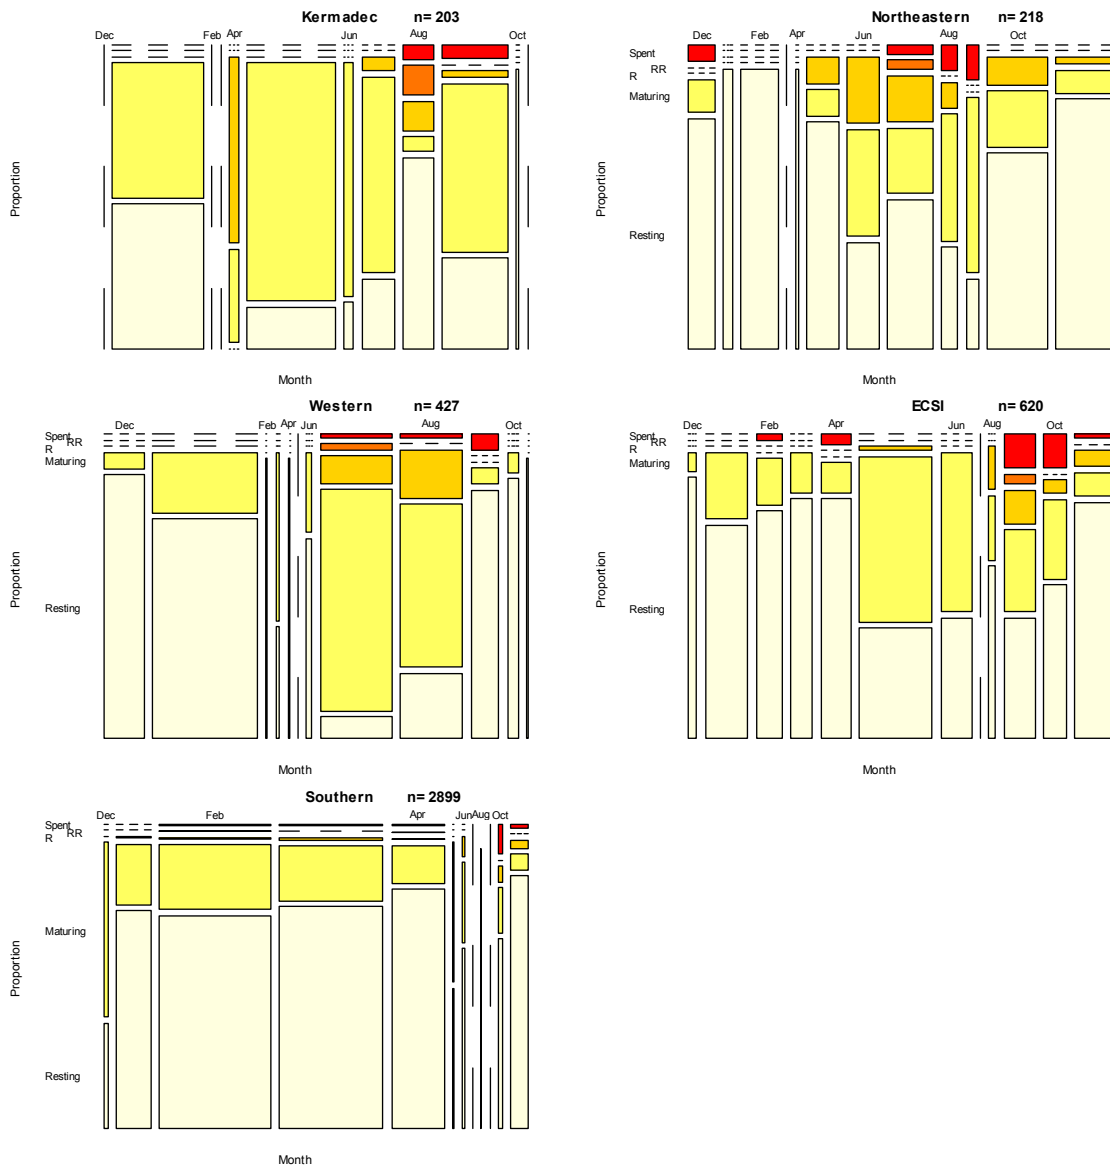 Kermadec n= 203
Dec Feb Apr Jun Aug Oct
Proportion
Month
Northeastern n= 218
Dec Feb Apr Jun Aug Oct
Spent
RR
R
Maturing
Proportion
Resting
Month
Western n= 427
Dec Feb Apr Jun Aug Oct
Spent
RR
R
Maturing
Proportion
Resting
Month
ECSI n= 620
Dec Feb Apr Jun Aug Oct
Spent
RR
R
Maturing
Proportion
Resting
Month
Southern n= 2899
Dec Feb Apr Jun Aug Oct
Spent
RR
R
Maturing
Proportion
Resting
Month